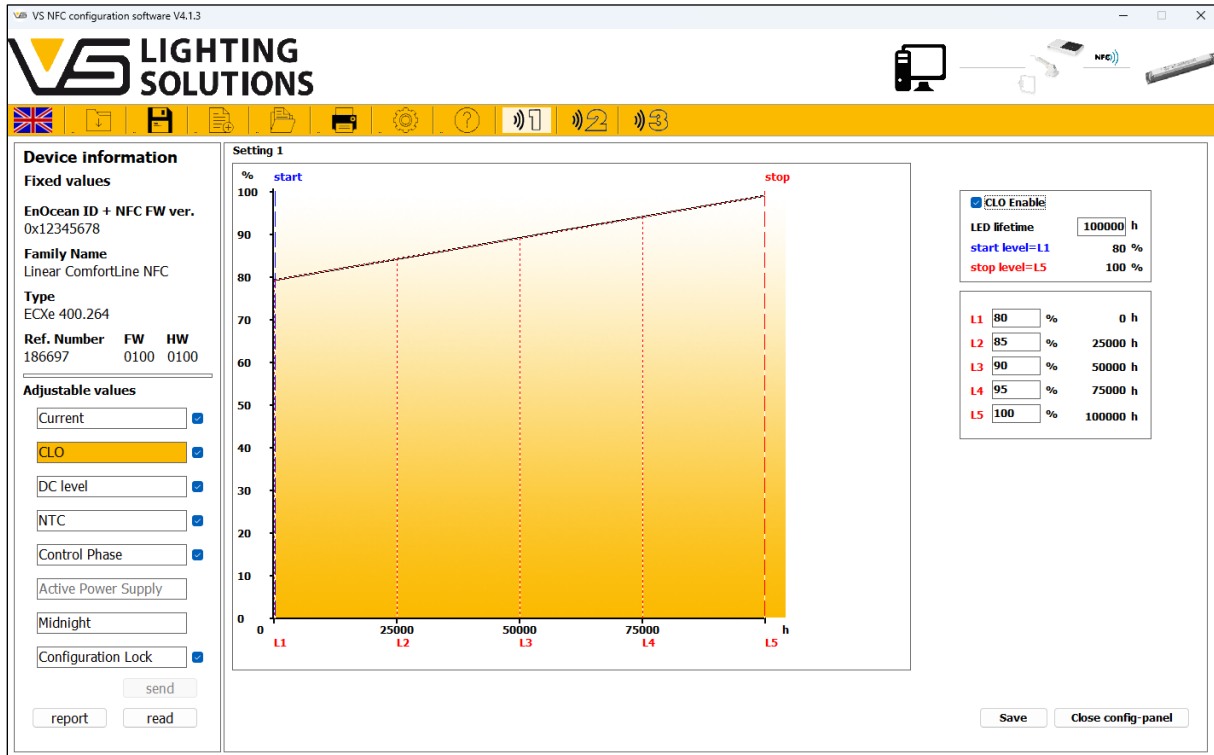 VS NFC configuration software V4.1.3
VS LIGHTING
SOLUTIONS
NFC
1 2 3
Device information
Fixed values
EnOcean ID + NFC FW ver.
0x12345678
Family Name
Linear ComfortLine NFC
Type
ECXe 400.264
Ref. Number FW HW
186697 0100 0100
Adjustable values
Current
CLO
DC level
NTC
Control Phase
Active Power Supply
Midnight
Configuration Lock
send
report read
Setting 1
% start stop
100
90
80
70
60
50
40
30
20
10
0
0 25000 50000 75000 h
L1 L2 L3 L4 L5
CLO Enable
LED lifetime 100000 h
start level=L1 80 %
stop level=L5 100 %
L1 80 % 0 h
L2 85 % 25000 h
L3 90 % 50000 h
L4 95 % 75000 h
L5 100 % 100000 h
Save Close config-panel